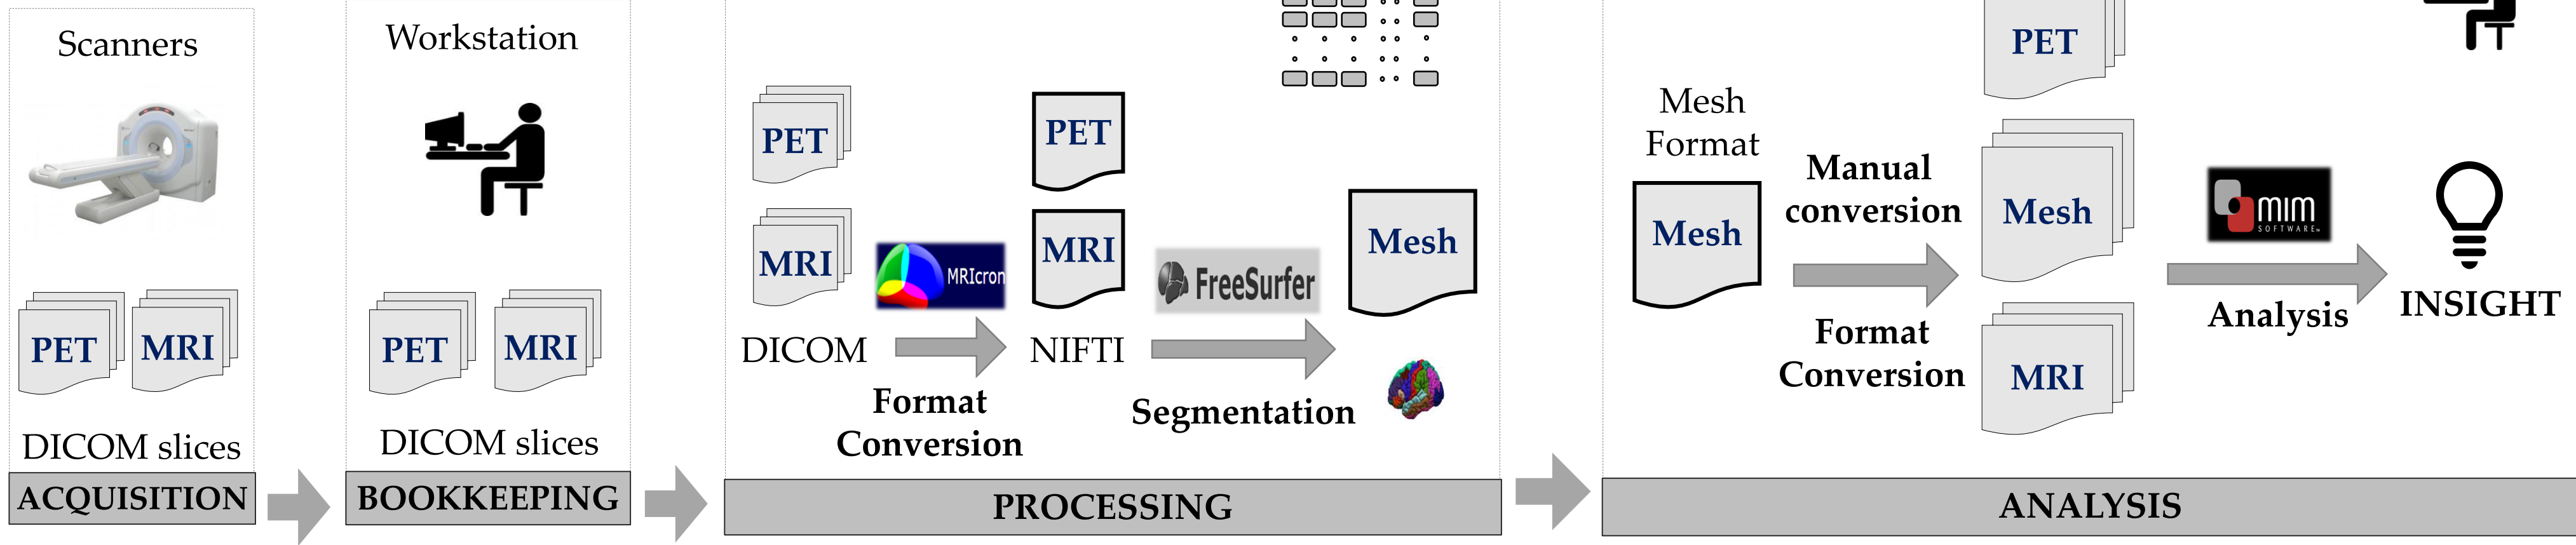 Scanners
PET
MRI
DICOM slices
ACQUISITION
Workstation
PET
MRI
DICOM slices
BOOKKEEPING
PET
MRI
DICOM
MRIcron
Format
Conversion
PET
MRI
NIFTI
FreeSurfer
Segmentation
Mesh
PROCESSING
Mesh
Format
Mesh
Manual
conversion
Format
Conversion
PET
Mesh
MRI
mim
SOFTWARE
Analysis
INSIGHT
ANALYSIS